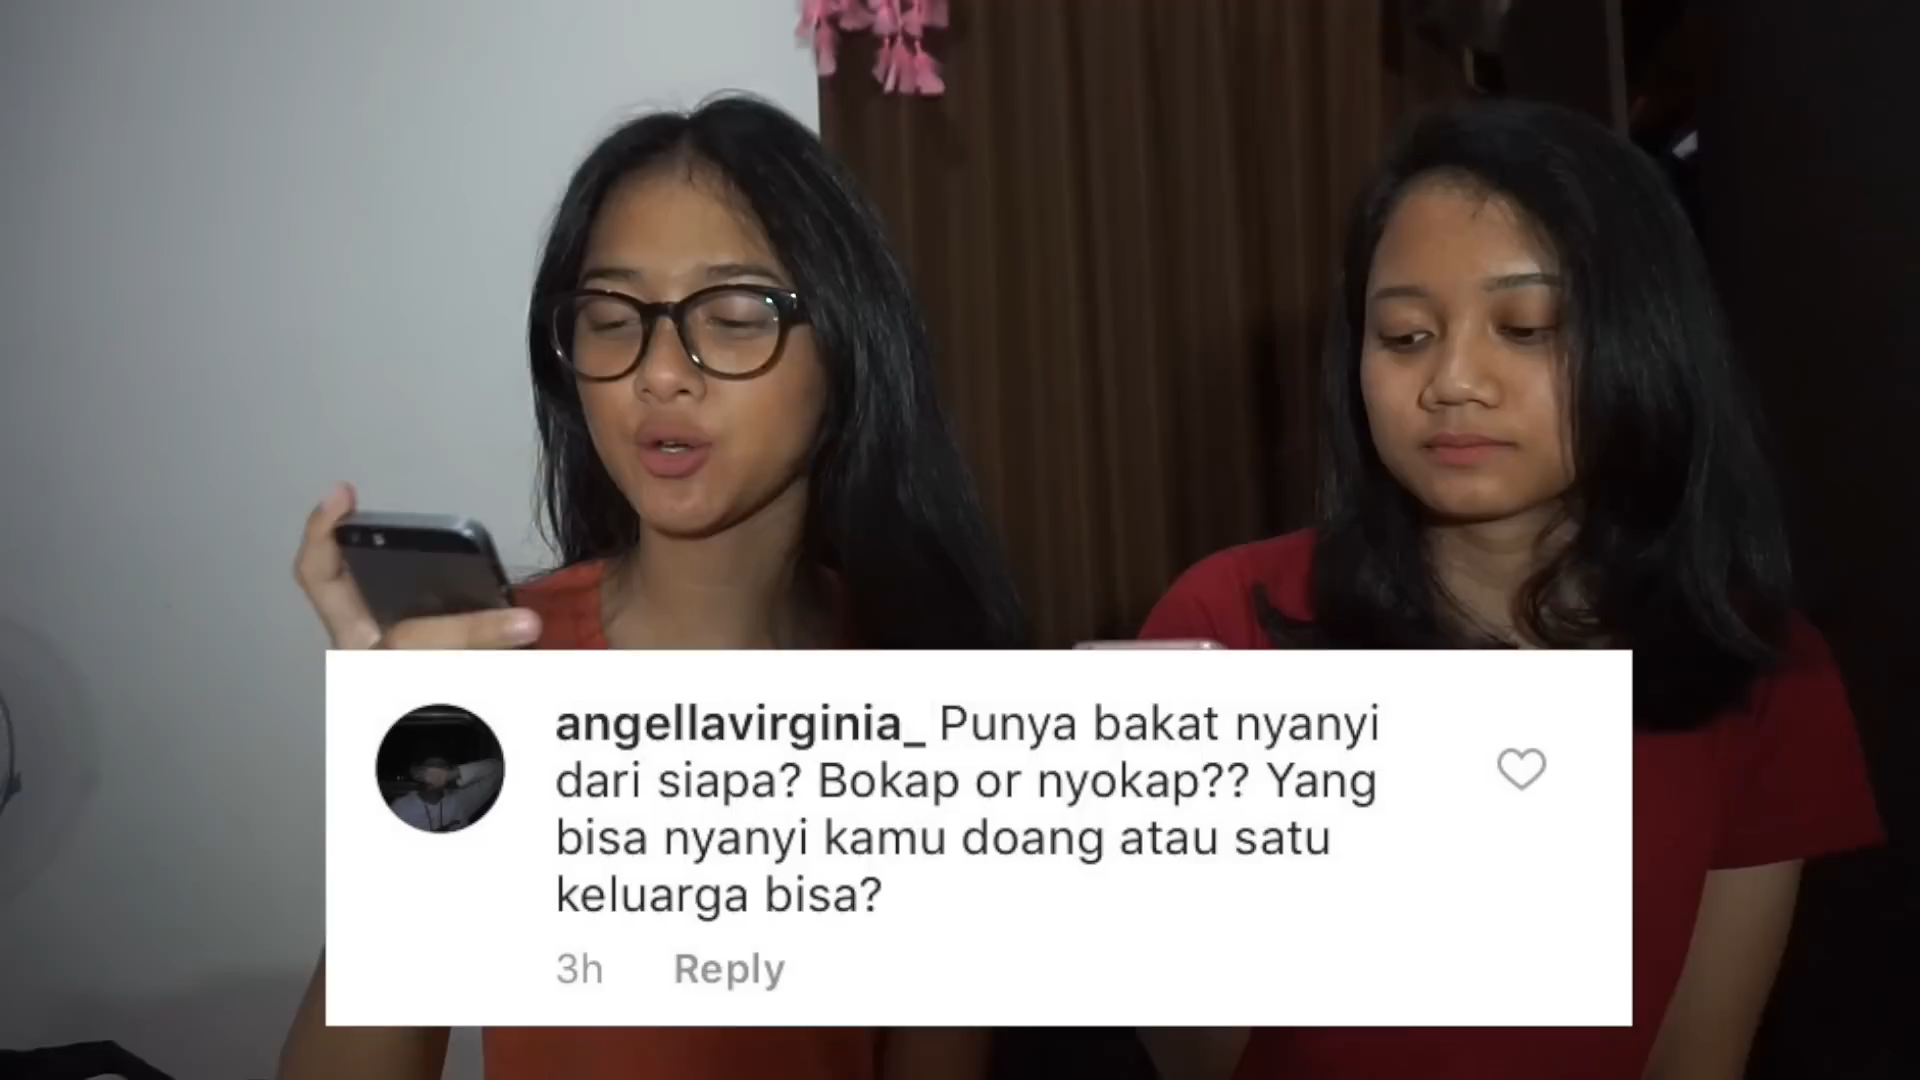 angellavirginia_ Punya bakat nyanyi
dari siapa? Bokap or nyokap?? Yang
bisa nyanyi kamu doang atau satu
keluarga bisa?
3h Reply